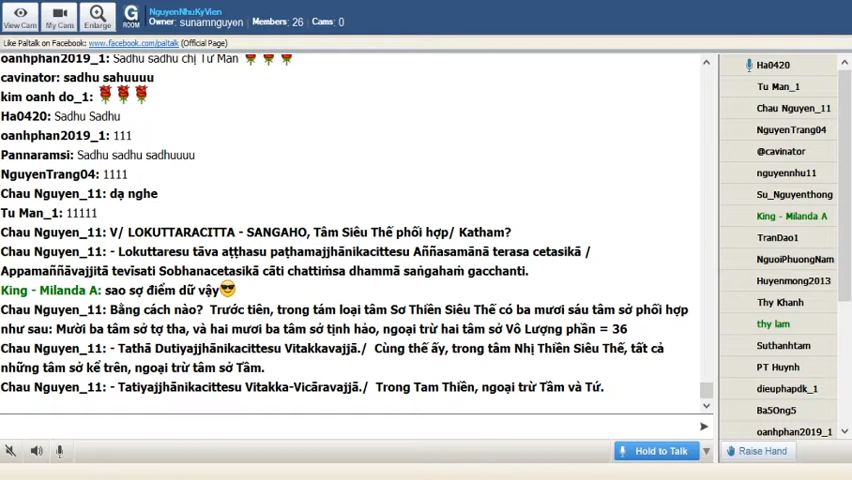 View Cam
My Cam
Enlarge
G
ROOM
NguyenNhuKyVien
Owner: sunamnguyen Members: 26 Cams: 0
Like Paltalk on Facebook: www.facebook.com/paltalk (Official Page)
oanhphan2019_1: Sadhu sadhu chị Tư Mân
cavinator: sadhu sahuuuu
kim oanh do_1:
Ha0420: Sadhu Sadhu
oanhphan2019_1: 111
Pannaramsi: Sadhu sadhu sadhuuuu
NguyenTrang04: 1111
Chau Nguyen_11: dạ nghe
Tu Man_1: 11111
Chau Nguyen_11: V/ LOKUTTARACITTA - SANGAHO, Tâm Siêu Thế phối hợp/ Katham?
Chau Nguyen_11: - Lokuttaresu tāva aṭṭhasu paṭhamajjhānikacittesu Aññasamānā terasa cetasikā /
Appamaññāvajjitā tevīsati Sobhanacetasikā cāti chattiṁsa dhammā saṅgahaṁ gacchanti.
King - Milanda A: sao sợ điểm dữ vậy
Chau Nguyen_11: Bằng cách nào? Trước tiên, trong tám loại tâm Sơ Thiền Siêu Thế có ba mươi sáu tâm sở phối hợp
như sau: Mười ba tâm sở tợ tha, và hai mươi ba tâm sở tịnh hảo, ngoại trừ hai tâm sở Vô Lượng phần = 36
Chau Nguyen_11: - Tathā Dutiyajjhānikacittesu Vitakkavajjā./ Cùng thế ấy, trong tâm Nhị Thiền Siêu Thế, tất cả
những tâm sở kể trên, ngoại trừ tâm sở Tầm.
Chau Nguyen_11: - Tatiyajjhānikacittesu Vitakka-Vicāravajjā./ Trong Tam Thiền, ngoại trừ Tầm và Tứ.
Hold to Talk
Ha0420
Tu Man_1
Chau Nguyen_11
NguyenTrang04
@cavinator
nguyennhu11
Su_Nguyenthong
King - Milanda A
TranDao1
NguoiPhuongNam
Huyenmong2013
Thy Khanh
thy lam
Suthanhtam
PT Huynh
dieuphapdk_1
Ba5Ong5
oanhphan2019_1
Raise Hand